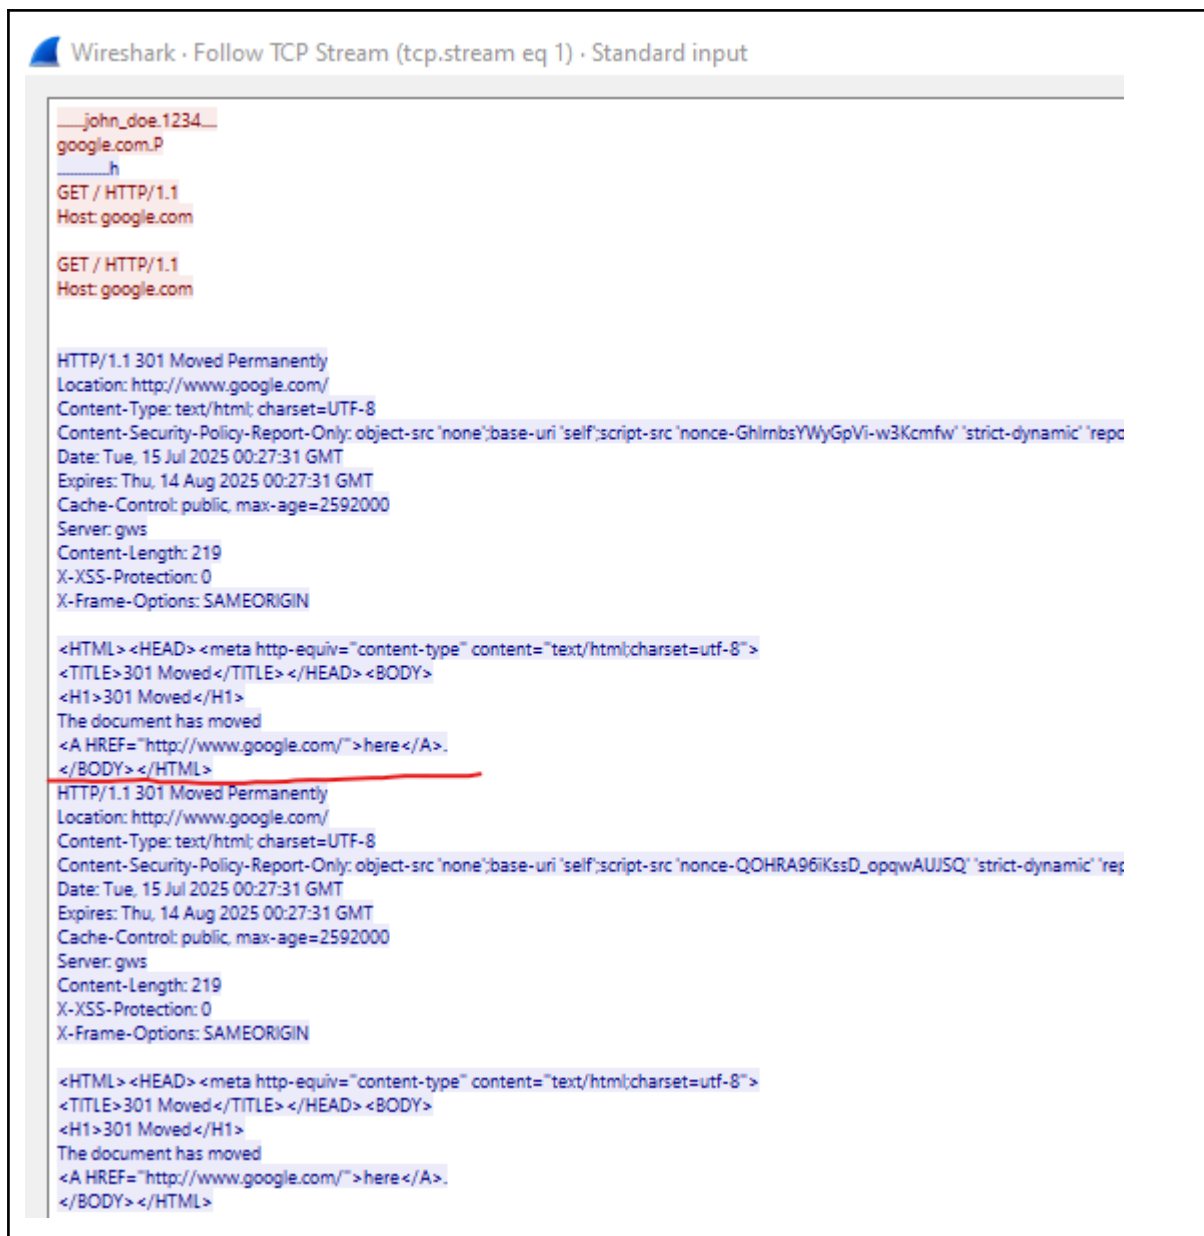 Wireshark · Follow TCP Stream (tcp.stream eq 1) · Standard input
......john_doe.1234....
google.com.P
............h
GET / HTTP/1.1
Host: google.com
GET / HTTP/1.1
Host: google.com
HTTP/1.1 301 Moved Permanently
Location: http://www.google.com/
Content-Type: text/html; charset=UTF-8
Content-Security-Policy-Report-Only: object-src 'none';base-uri 'self';script-src 'nonce-GhIrnbsYWyGpVi-w3Kcmfw' 'strict-dynamic' 'repo
Date: Tue, 15 Jul 2025 00:27:31 GMT
Expires: Thu, 14 Aug 2025 00:27:31 GMT
Cache-Control: public, max-age=2592000
Server: gws
Content-Length: 219
X-XSS-Protection: 0
X-Frame-Options: SAMEORIGIN
<HTML><HEAD><meta http-equiv="content-type" content="text/html;charset=utf-8">
<TITLE>301 Moved</TITLE></HEAD><BODY>
<H1>301 Moved</H1>
The document has moved
<A HREF="http://www.google.com/">here</A>.
</BODY></HTML>
HTTP/1.1 301 Moved Permanently
Location: http://www.google.com/
Content-Type: text/html; charset=UTF-8
Content-Security-Policy-Report-Only: object-src 'none';base-uri 'self';script-src 'nonce-QOHRA96iKssD_opqwAUJSQ' 'strict-dynamic' 'rep
Date: Tue, 15 Jul 2025 00:27:31 GMT
Expires: Thu, 14 Aug 2025 00:27:31 GMT
Cache-Control: public, max-age=2592000
Server: gws
Content-Length: 219
X-XSS-Protection: 0
X-Frame-Options: SAMEORIGIN
<HTML><HEAD><meta http-equiv="content-type" content="text/html;charset=utf-8">
<TITLE>301 Moved</TITLE></HEAD><BODY>
<H1>301 Moved</H1>
The document has moved
<A HREF="http://www.google.com/">here</A>.
</BODY></HTML>